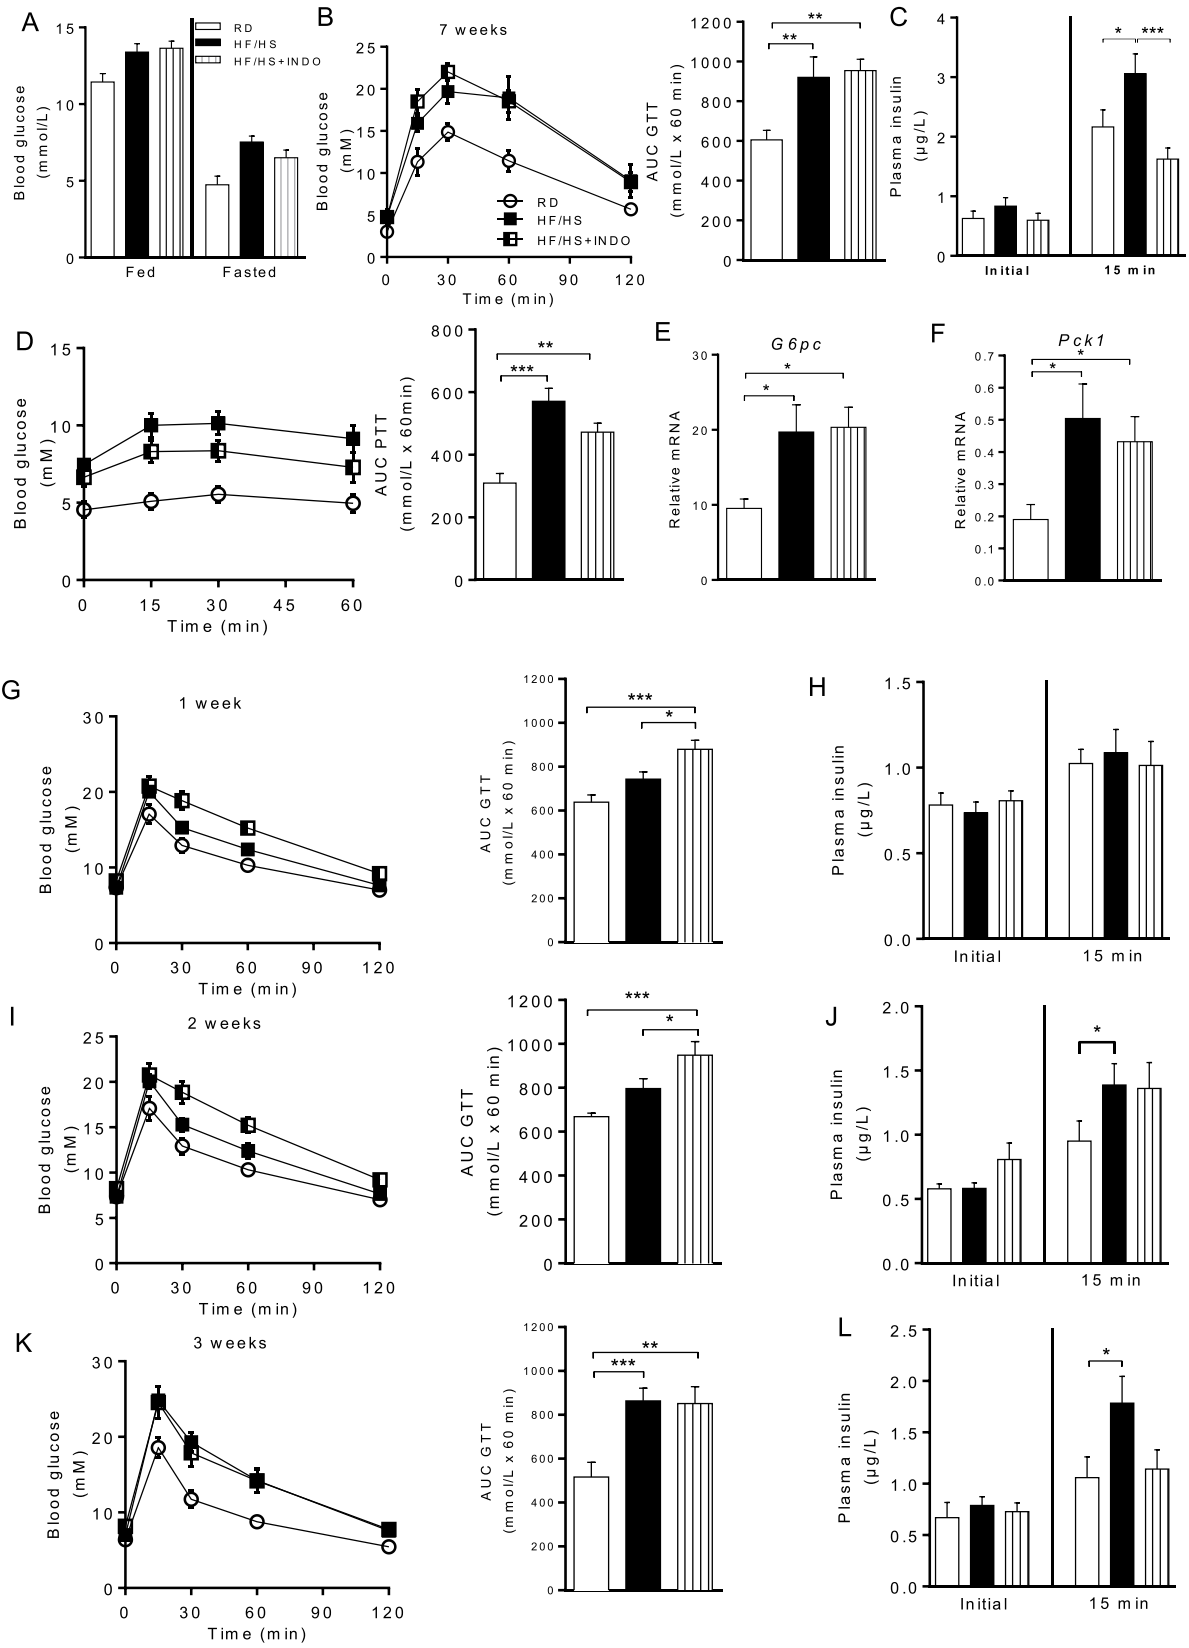 A
Blood glucose
(mmol/L)
15
10
5
0
Fed
Fasted
RD
HF/HS
HF/HS+INDO
B
7 weeks
Blood glucose
(mM)
25
20
15
10
5
0
0 30 60 90 120
Time (min)
RD
HF/HS
HF/HS+INDO
AUC GTT
(mmol/L x 60 min)
1200
1000
800
600
400
200
0
**
**
C
Plasma insulin
(µg/L)
4
3
2
1
0
* ***
Initial
15 min
D
Blood glucose
(mM)
15
10
5
0
0 15 30 45 60
Time (min)
AUC PTT
(mmol/L x 60min)
800
600
400
200
0
**
***
E
G6pc
Relative mRNA
30
20
10
0
*
*
F
Pck1
Relative mRNA
0.7
0.6
0.5
0.4
0.3
0.2
0.1
0.0
*
*
G
1 week
Blood glucose
(mM)
30
20
10
0
0 30 60 90 120
Time (min)
AUC GTT
(mmol/L x 60 min)
1200
1000
800
600
400
200
0
***
*
H
Plasma insulin
(µg/L)
1.5
1.0
0.5
0.0
Initial
15 min
I
2 weeks
Blood glucose
(mM)
25
20
15
10
5
0
0 30 60 90 120
Time (min)
AUC GTT
(mmol/L x 60 min)
1200
1000
800
600
400
200
0
***
*
J
Plasma insulin
(µg/L)
2.0
1.5
1.0
0.5
0.0
*
Initial
15 min
K
3 weeks
Blood glucose
(mM)
30
20
10
0
0 30 60 90 120
Time (min)
AUC GTT
(mmol/L x 60 min)
1200
1000
800
600
400
200
0
**
***
L
Plasma insulin
(µg/L)
2.5
2.0
1.5
1.0
0.5
0.0
*
Initial
15 min